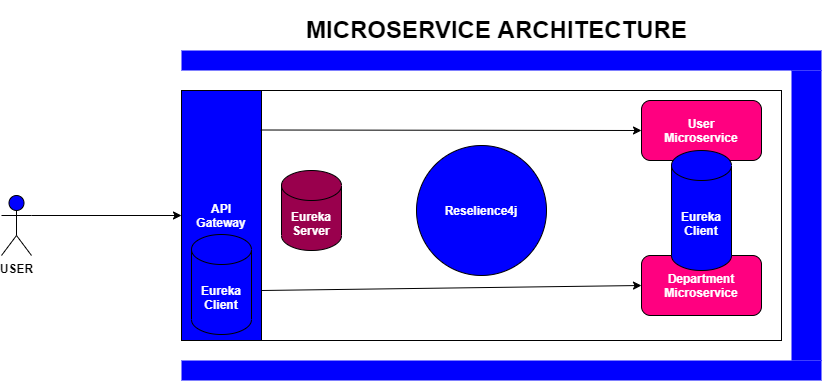 MICROSERVICE ARCHITECTURE
User
Microservice
API
Gateway
Eureka
Server
Reselience4j
Eureka
Client
USER
Eureka
Client
Department
Microservice